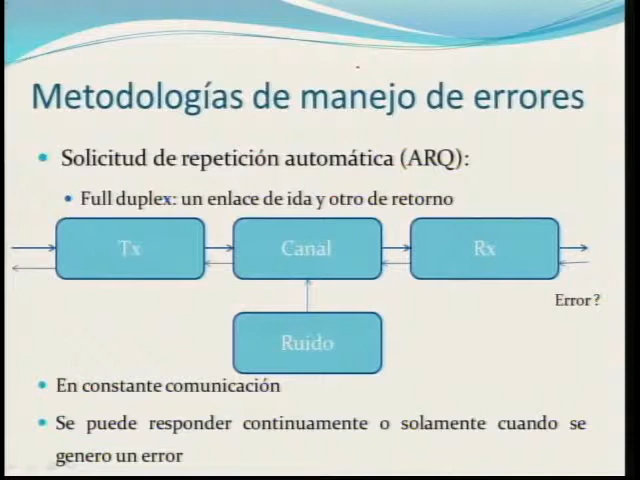 Metodologías de manejo de errores
Solicitud de repetición automática (ARQ):
Full duplex: un enlace de ida y otro de retorno
Tx
Canal
Rx
Error ?
Ruido
En constante comunicación
Se puede responder continuamente o solamente cuando se
genero un error